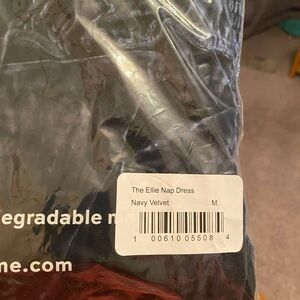 The Ellie Nap Dress
Navy Velvet M
1 00610 05508 4
egradable m
me.com